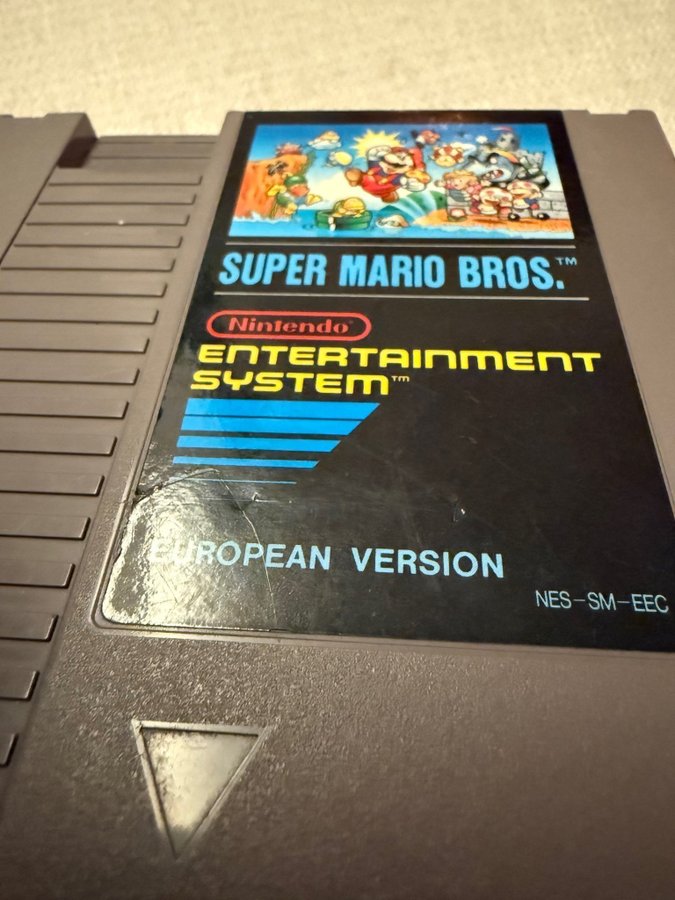 SUPER MARIO BROS.™
Nintendo®
ENTERTAINMENT
SYSTEM™
EUROPEAN VERSION
NES-SM-EEC